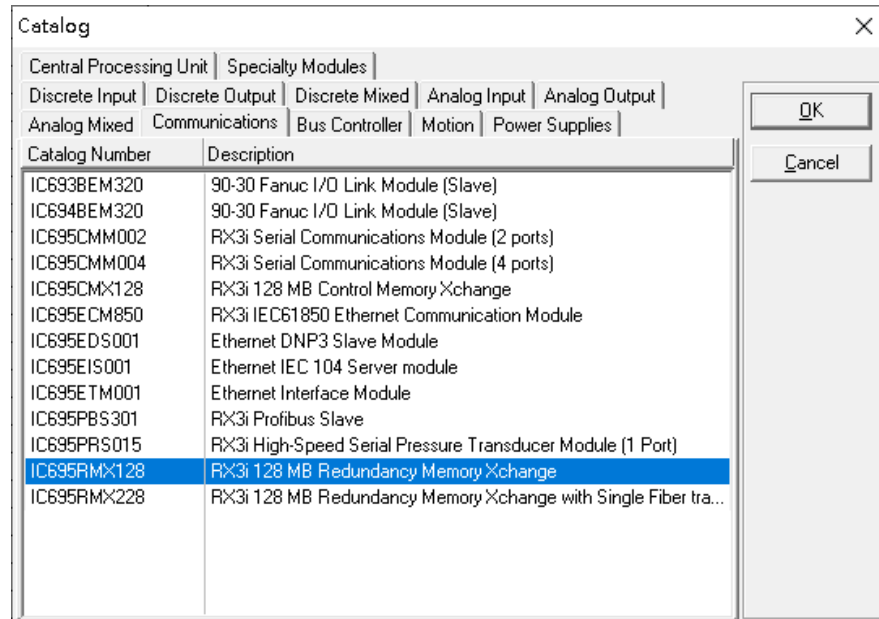 Catalog
Central Processing Unit Specialty Modules
Discrete Input Discrete Output Discrete Mixed Analog Input Analog Output
Analog Mixed Communications Bus Controller Motion Power Supplies
OK
Cancel
Catalog Number Description
IC693BEM320 90-30 Fanuc I/O Link Module (Slave)
IC694BEM320 90-30 Fanuc I/O Link Module (Slave)
IC695CMM002 RX3i Serial Communications Module (2 ports)
IC695CMM004 RX3i Serial Communications Module (4 ports)
IC695CMX128 RX3i 128 MB Control Memory Xchange
IC695ECM850 RX3i IEC61850 Ethernet Communication Module
IC695EDS001 Ethernet DNP3 Slave Module
IC695EIS001 Ethernet IEC 104 Server module
IC695ETM001 Ethernet Interface Module
IC695PBS301 RX3i Profibus Slave
IC695PRS015 RX3i High-Speed Serial Pressure Transducer Module (1 Port)
IC695RMX128 RX3i 128 MB Redundancy Memory Xchange
IC695RMX228 RX3i 128 MB Redundancy Memory Xchange with Single Fiber tra...